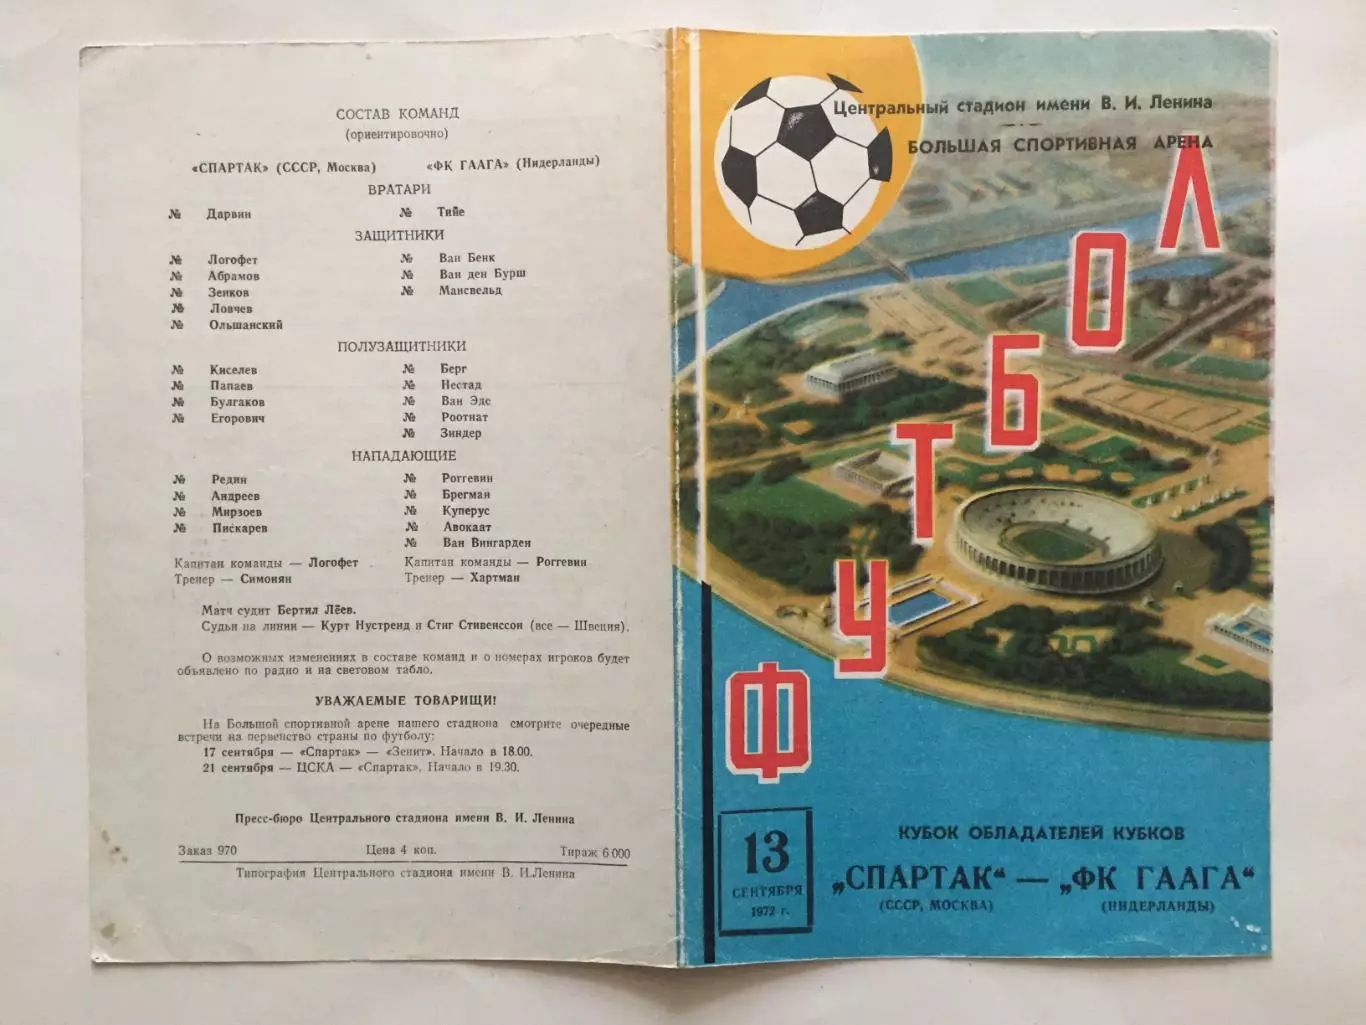 СОСТАВ КОМАНД
(ориентировочно)
«СПАРТАК» (СССР, Москва) «ФК ГААГА» (Нидерланды)
ВРАТАРИ
№ Дарвин № Тийе
ЗАЩИТНИКИ
№ Логофет № Ван Бенк
№ Абрамов № Ван ден Бурш
№ Зенков № Мансвельд
№ Ловчев
№ Ольшанский
ПОЛУЗАЩИТНИКИ
№ Киселев № Берг
№ Папаев № Нестад
№ Булгаков № Ван Эде
№ Егорович № Роотнат
№ Зиндер
НАПАДАЮЩИЕ
№ Редин № Роггевин
№ Андреев № Брегман
№ Мирзоев № Куперус
№ Пискарев № Авокаат
№ Ван Вингарден
Капитан команды — Логофет Капитан команды — Роггевин
Тренер — Симонян Тренер — Хартман
Матч судит Бертил Лёев.
Судьи на линии — Курт Нустренд и Стиг Стивенссон (все — Швеция).
О возможных изменениях в составе команд и о номерах игроков будет
объявлено по радио и на световом табло.
УВАЖАЕМЫЕ ТОВАРИЩИ!
На Большой спортивной арене нашего стадиона смотрите очередные
встречи на первенство страны по футболу:
17 сентября — «Спартак» — «Зенит». Начало в 18.00.
21 сентября — ЦСКА — «Спартак». Начало в 19.30.
Пресс-бюро Центрального стадиона имени В. И. Ленина
Заказ 970 Цена 4 коп. Тираж 6 000
Типография Центрального стадиона имени В. И.Ленина
Центральный стадион имени В. И. Ленина
БОЛЬШАЯ СПОРТИВНАЯ АРЕНА
ФУТБОЛ
13
СЕНТЯБРЯ
1972 г.
КУБОК ОБЛАДАТЕЛЕЙ КУБКОВ
„СПАРТАК“ — „ФК ГААГА“
(СССР, МОСКВА) (НИДЕРЛАНДЫ)